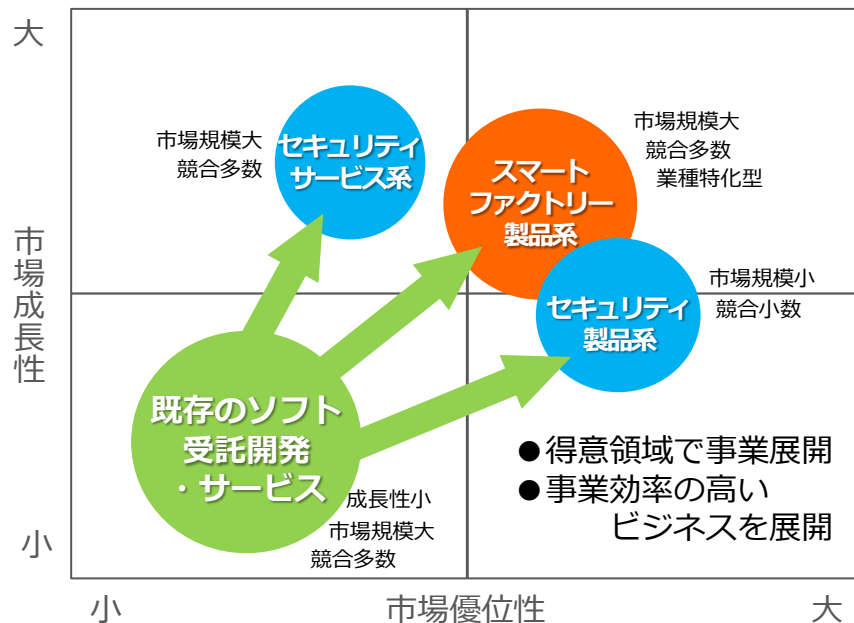 大
市場規模大
競合多数
セキュリティ
サービス系
スマート
ファクトリー
製品系
市場規模大
競合多数
業種特化型
市場成長性
市場規模小
競合小数
セキュリティ
製品系
既存のソフト
受託開発
・サービス
成長性小
市場規模大
競合多数
●得意領域で事業展開
●事業効率の高い
ビジネスを展開
小
小
市場優位性
大